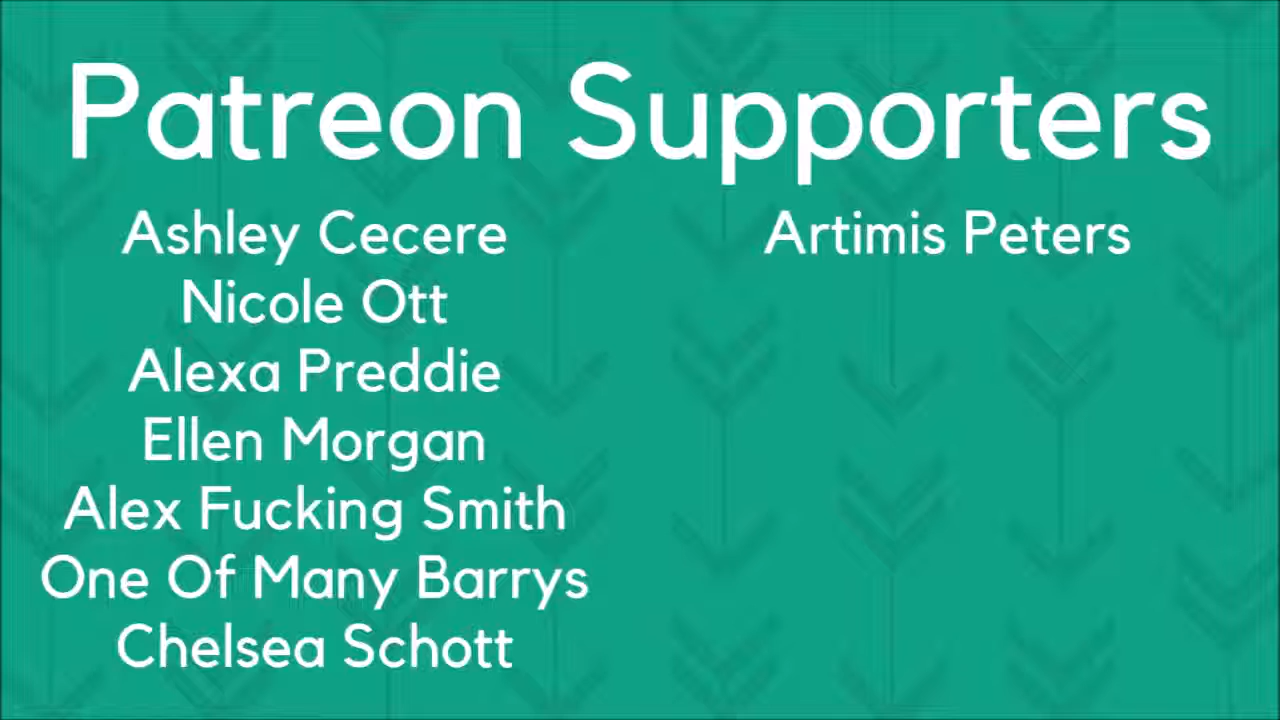 Patreon Supporters
Ashley Cecere
Nicole Ott
Alexa Preddie
Ellen Morgan
Alex Fucking Smith
One Of Many Barrys
Chelsea Schott
Artimis Peters